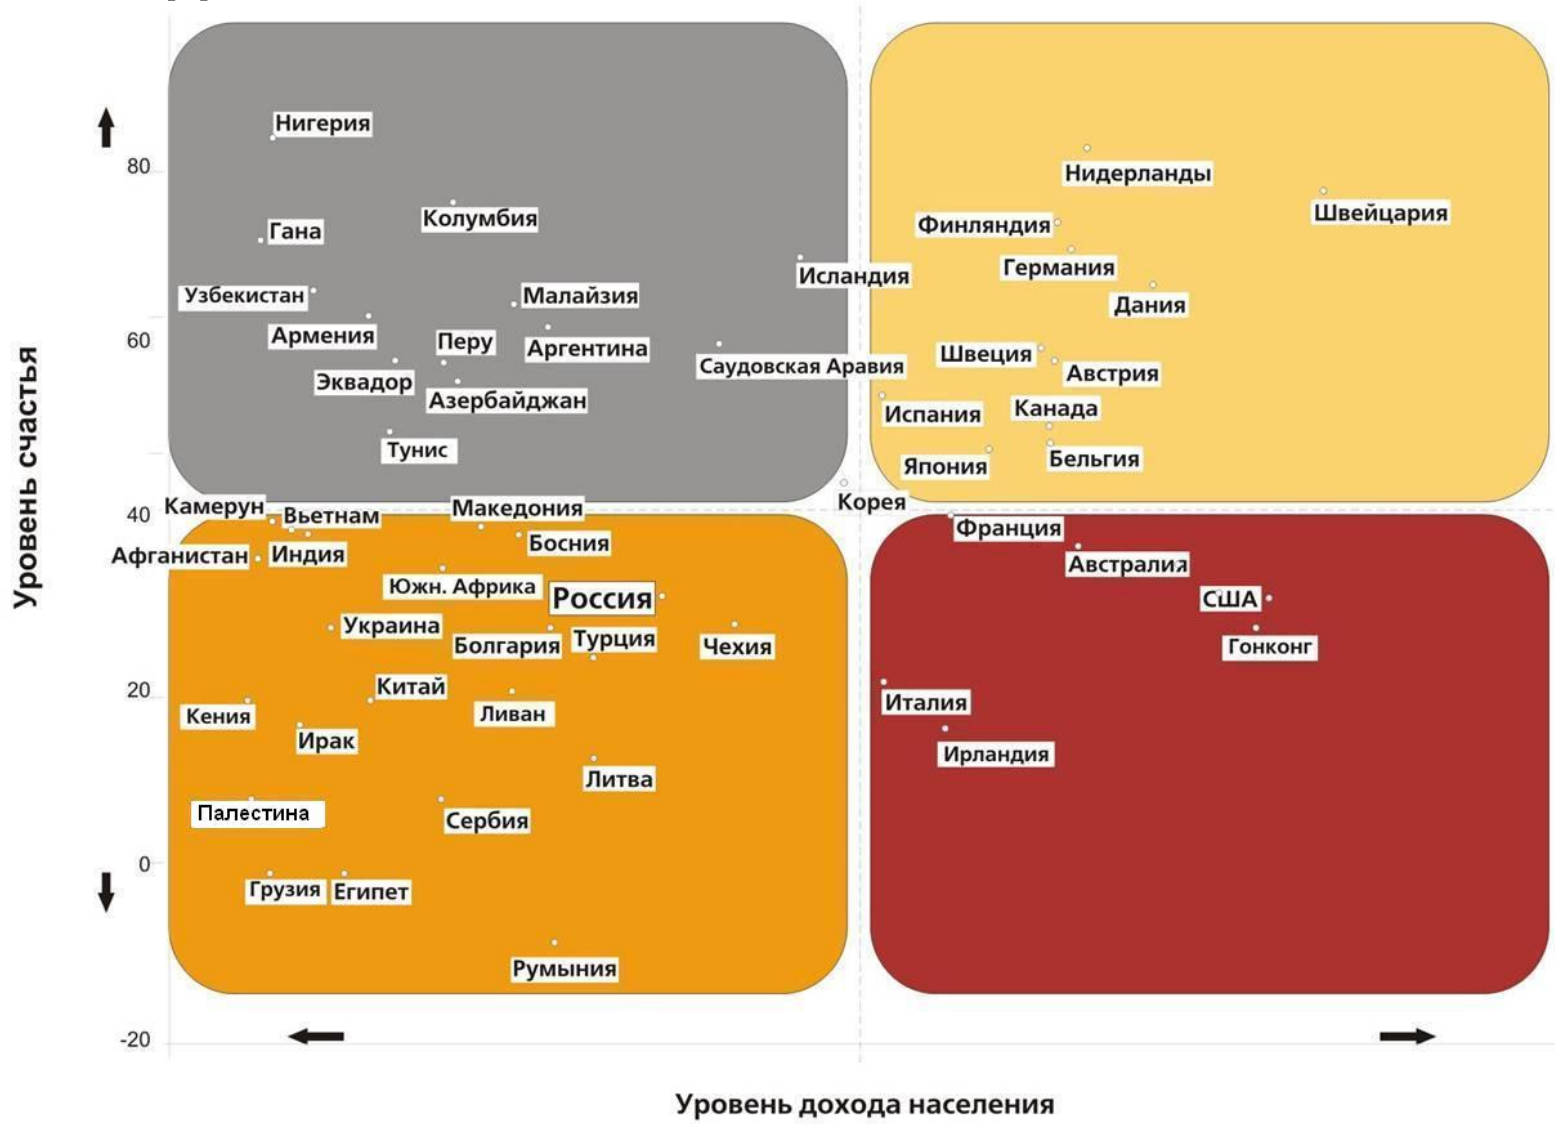 Нигерия
80
Нидерланды
Колумбия
Швейцария
Гана
Финляндия
Германия
Исландия
Узбекистан
Малайзия
Дания
Армения
60
Перу
Аргентина
Швеция
Саудовская Аравия
Австрия
Эквадор
Азербайджан
Канада
Испания
Тунис
Бельгия
Япония
Уровень счастья
Корея
Камерун
Македония
40
Вьетнам
Франция
Босния
Афганистан
Индия
Австралия
Южн. Африка
Россия
США
Украина
Болгария
Турция
Чехия
Гонконг
20
Китай
Италия
Кения
Ливан
Ирак
Ирландия
Литва
Палестина
Сербия
0
Грузия
Египет
Румыния
-20
Уровень дохода населения